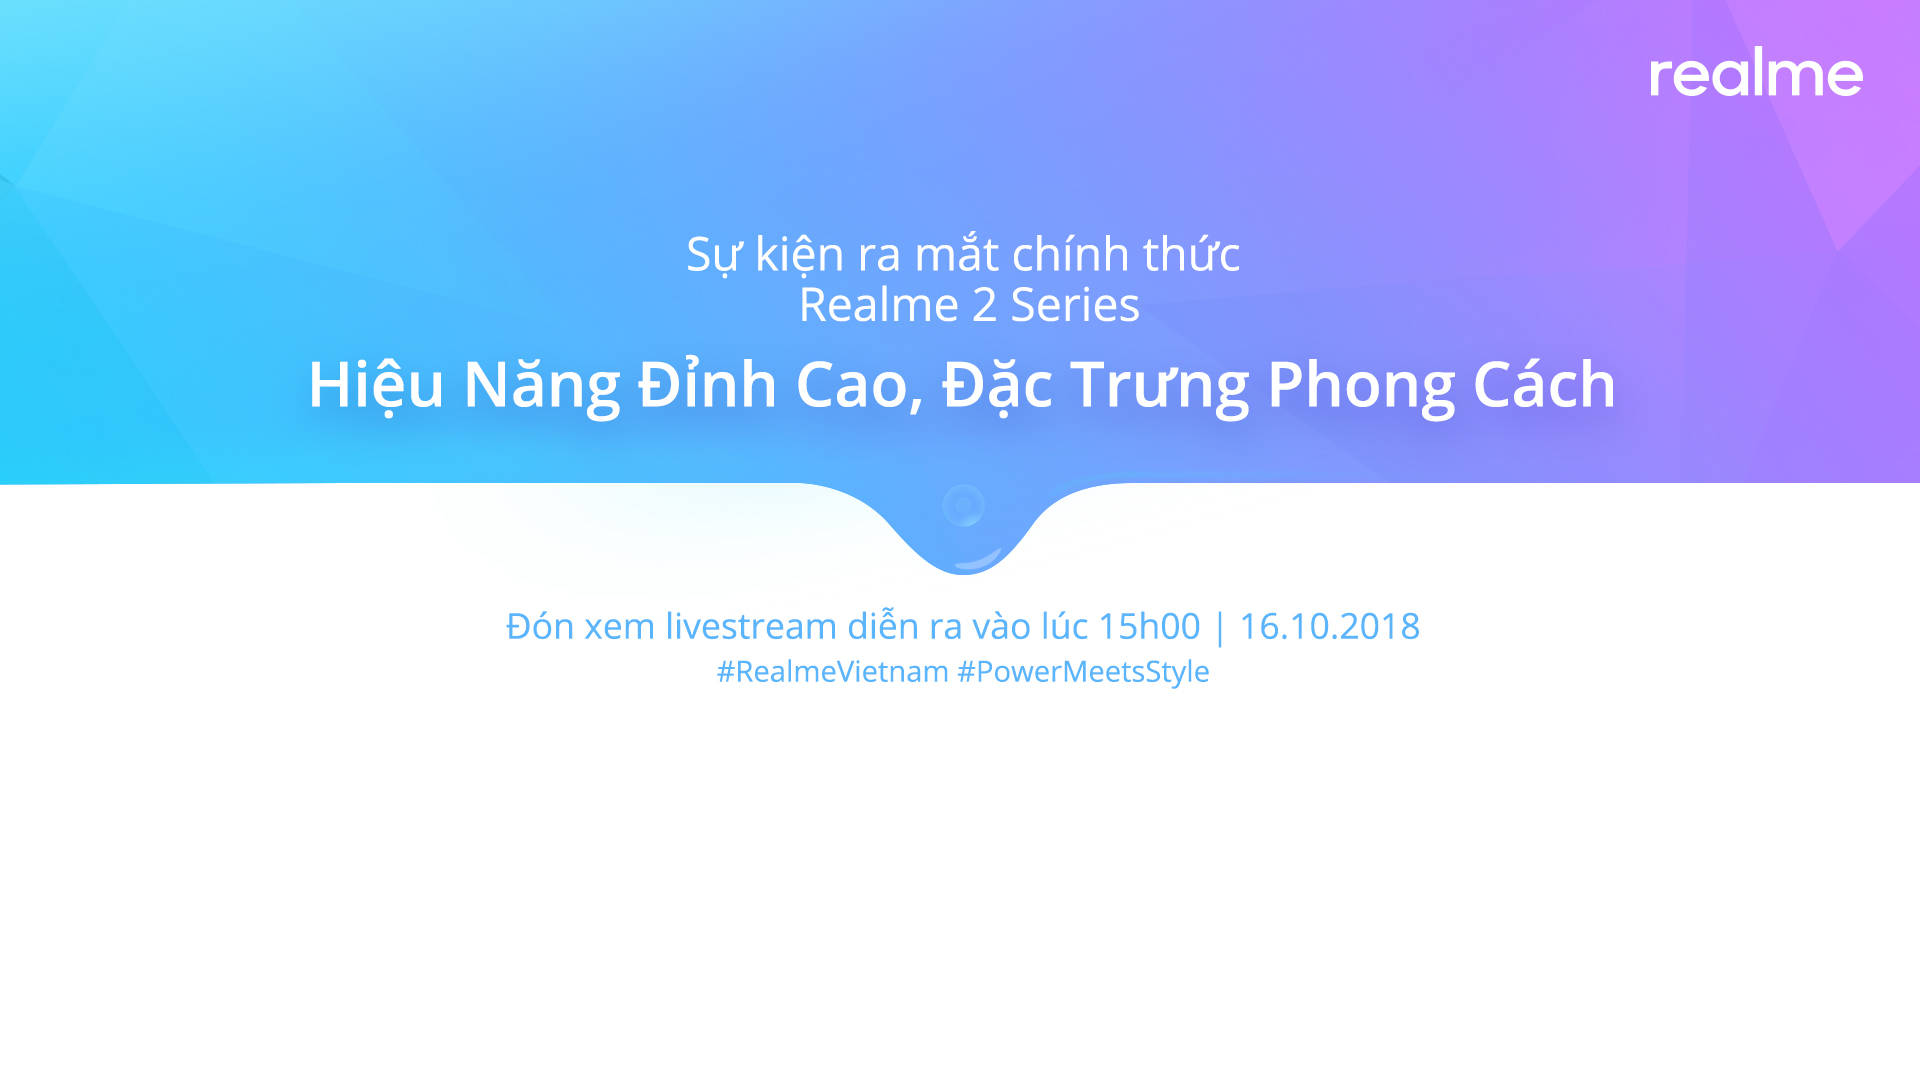 realme
Sự kiện ra mắt chính thức
Realme 2 Series
Hiệu Năng Đỉnh Cao, Đặc Trưng Phong Cách
Đón xem livestream diễn ra vào lúc 15h00 | 16.10.2018
#RealmeVietnam #PowerMeetsStyle